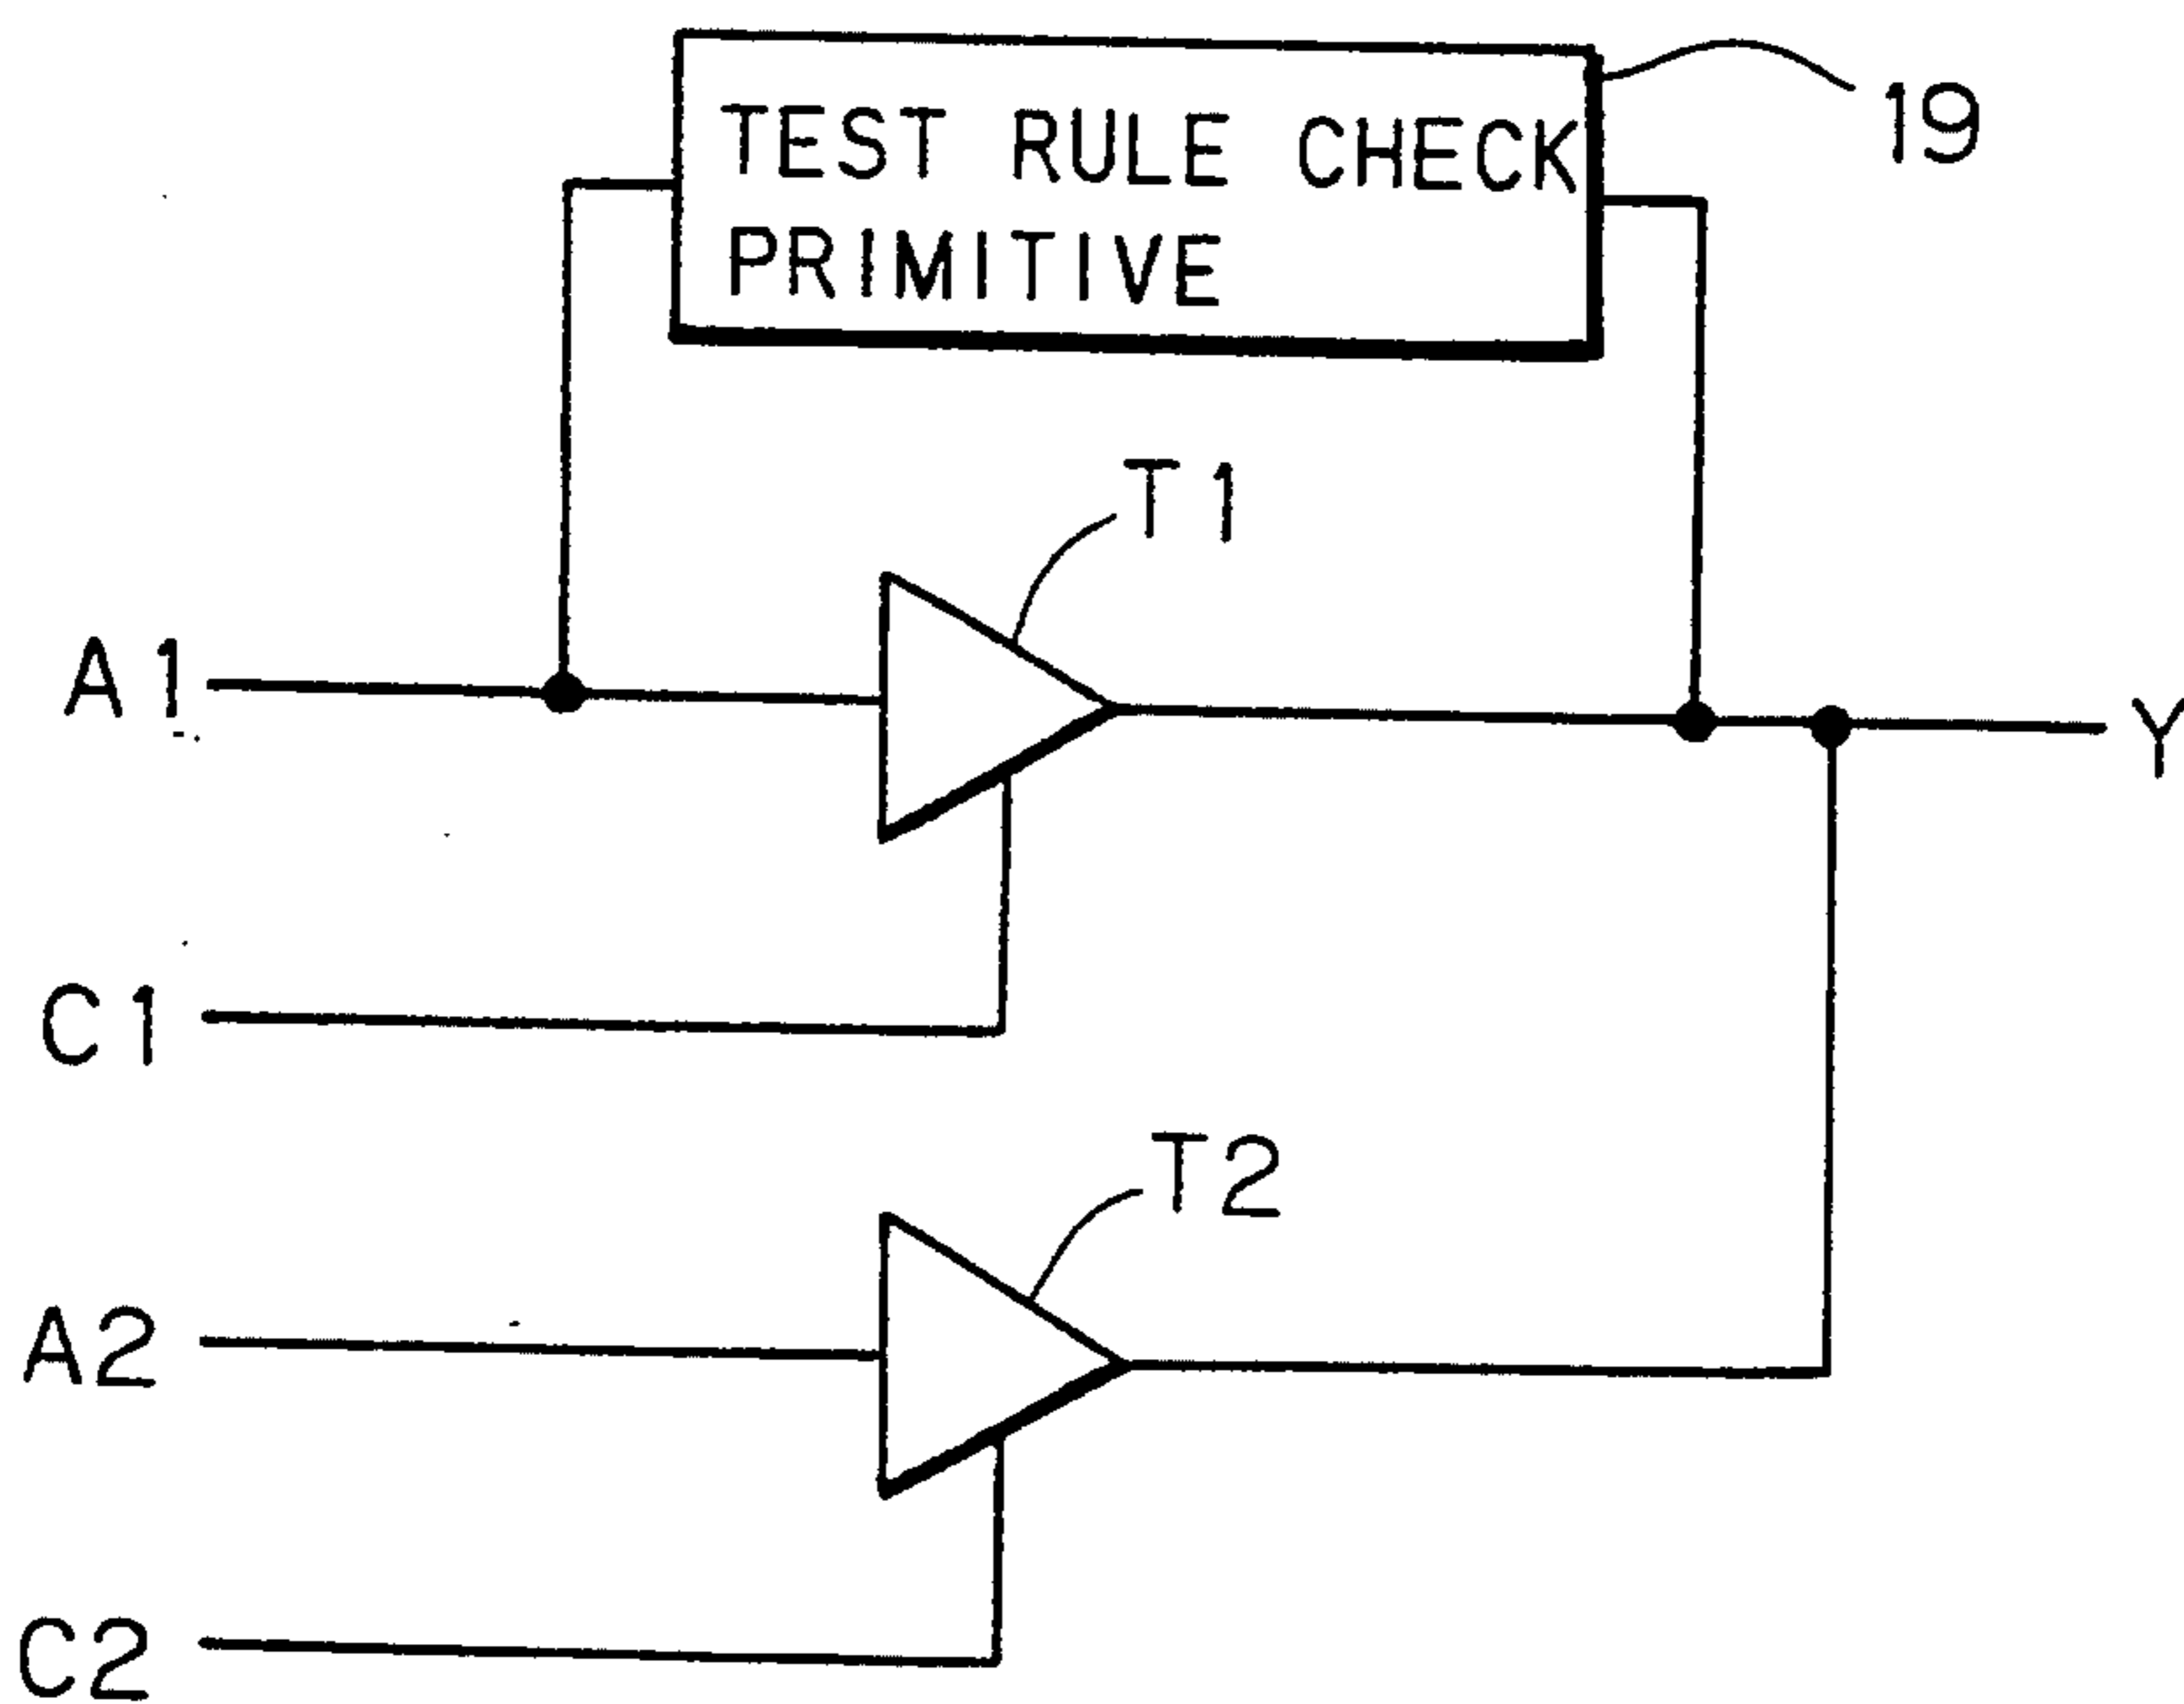 TEST RULE CHECK
PRIMITIVE
19
T1
A1
Y
C1
T2
A2
C2